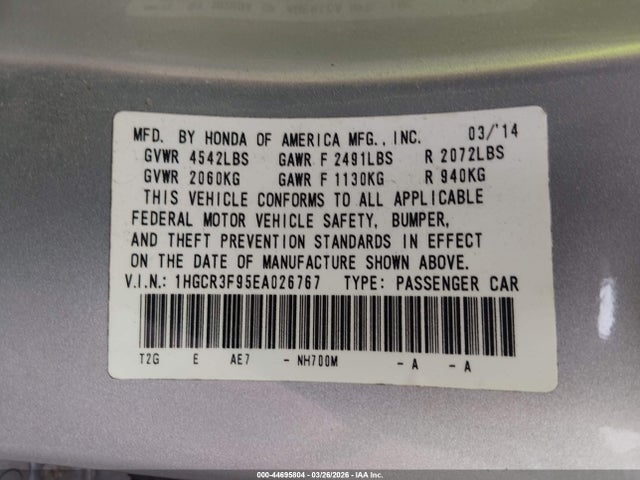 MFD. BY HONDA OF AMERICA MFG., INC. 03/'14
GVWR 4542LBS GAWR F 2491LBS R 2072LBS
GVWR 2060KG GAWR F 1130KG R 940KG
THIS VEHICLE CONFORMS TO ALL APPLICABLE
FEDERAL MOTOR VEHICLE SAFETY, BUMPER,
AND THEFT PREVENTION STANDARDS IN EFFECT
ON THE DATE OF MANUFACTURE SHOWN ABOVE.
V.I.N.: 1HGCR3F95EA026767 TYPE: PASSENGER CAR
T2G E AE7 - NH700M - A - A
000-44695804 | 03/26/2026 | IAA Inc.